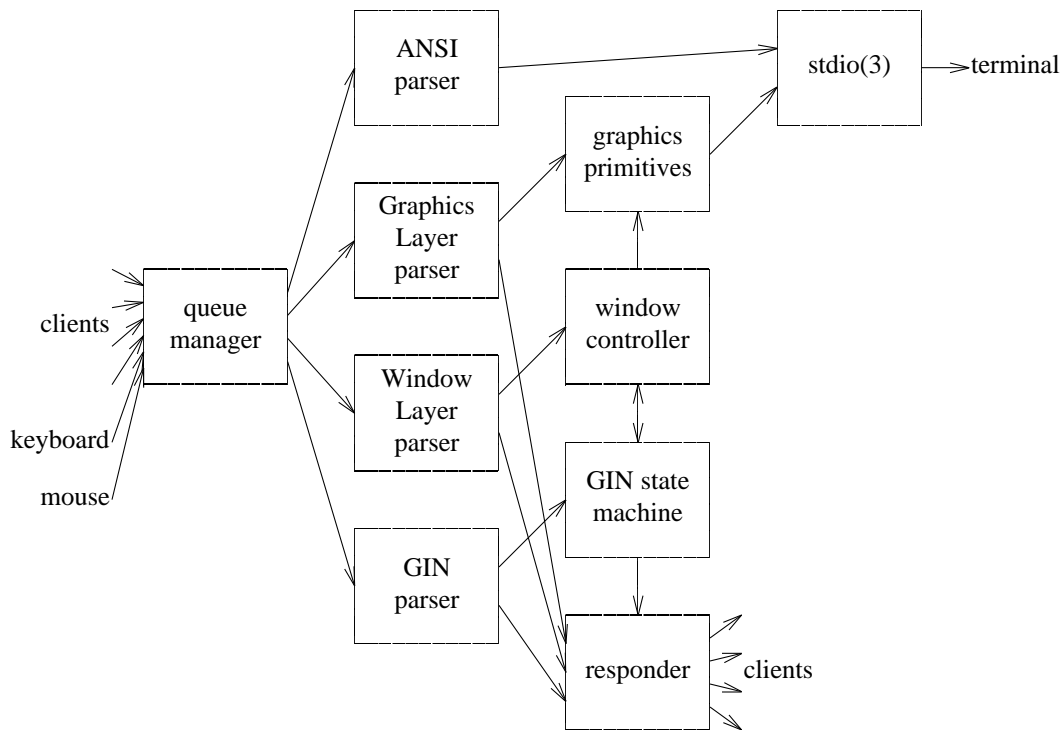 ANSI
parser
stdio(3)
terminal
graphics
primitives
Graphics
Layer
parser
clients
queue
manager
window
controller
Window
Layer
parser
keyboard
mouse
GIN state
machine
GIN
parser
responder
clients